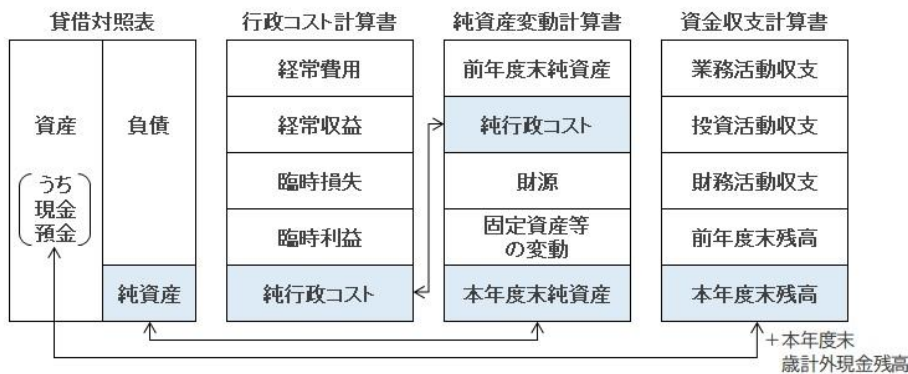 貸借対照表
資産
うち
現金
預金
負債
純資産
行政コスト計算書
経常費用
経常収益
臨時損失
臨時利益
純行政コスト
純資産変動計算書
前年度末純資産
純行政コスト
財源
固定資産等
の変動
本年度末純資産
資金収支計算書
業務活動収支
投資活動収支
財務活動収支
前年度末残高
本年度末残高
＋本年度末
歳計外現金残高